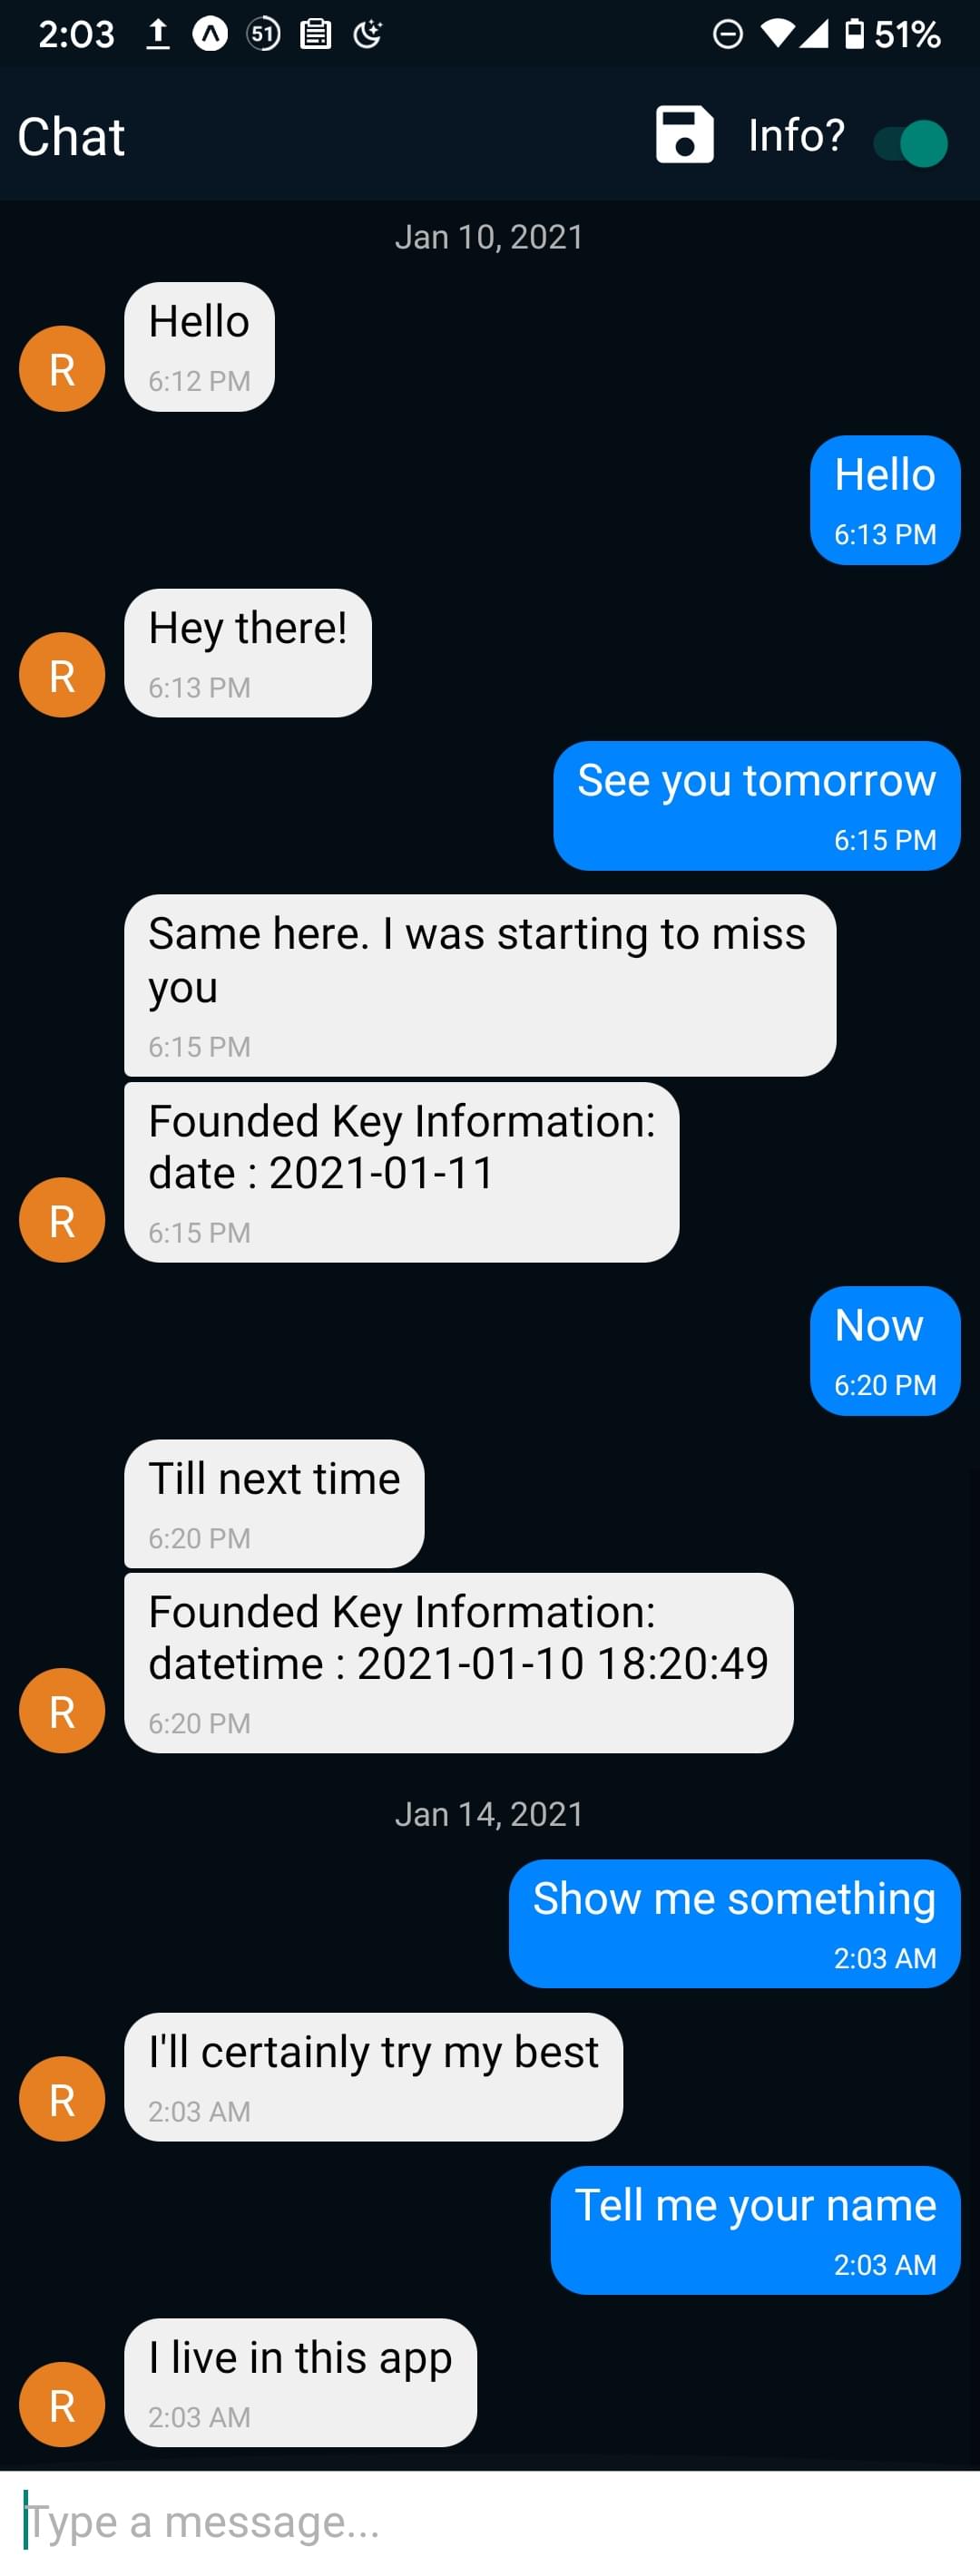 2:03 51 51%
Chat Info?
Jan 10, 2021
Hello
6:12 PM
R
Hello
6:13 PM
Hey there!
6:13 PM
R
See you tomorrow
6:15 PM
Same here. I was starting to miss
you
6:15 PM
Founded Key Information:
date : 2021-01-11
6:15 PM
R
Now
6:20 PM
Till next time
6:20 PM
Founded Key Information:
datetime : 2021-01-10 18:20:49
6:20 PM
R
Jan 14, 2021
Show me something
2:03 AM
I'll certainly try my best
2:03 AM
R
Tell me your name
2:03 AM
I live in this app
2:03 AM
R
Type a message...